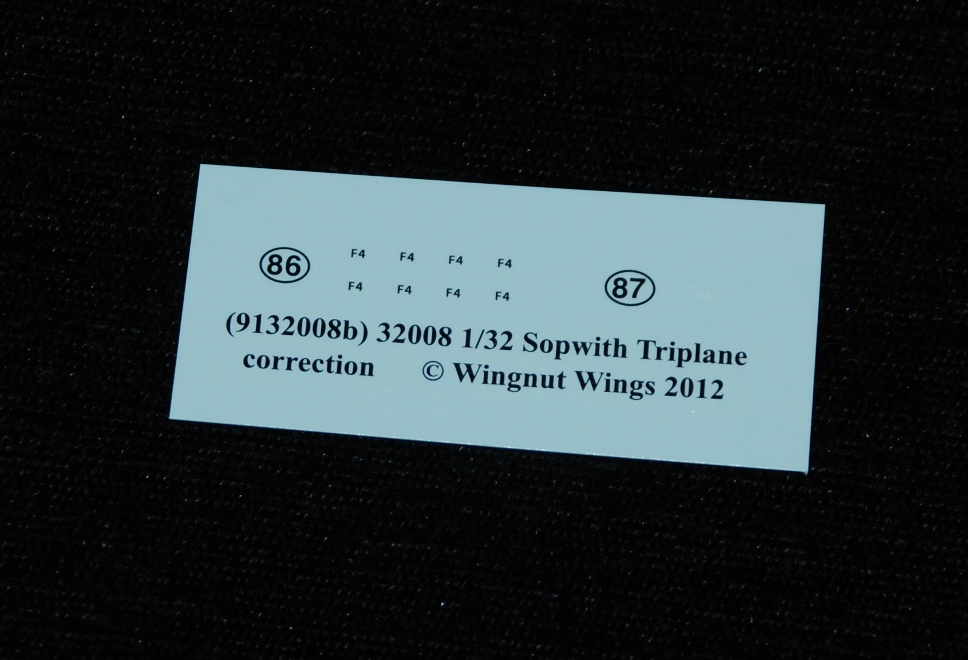 86 F4 F4 F4 F4 87
F4 F4 F4 F4
(9132008b) 32008 1/32 Sopwith Triplane
correction © Wingnut Wings 2012